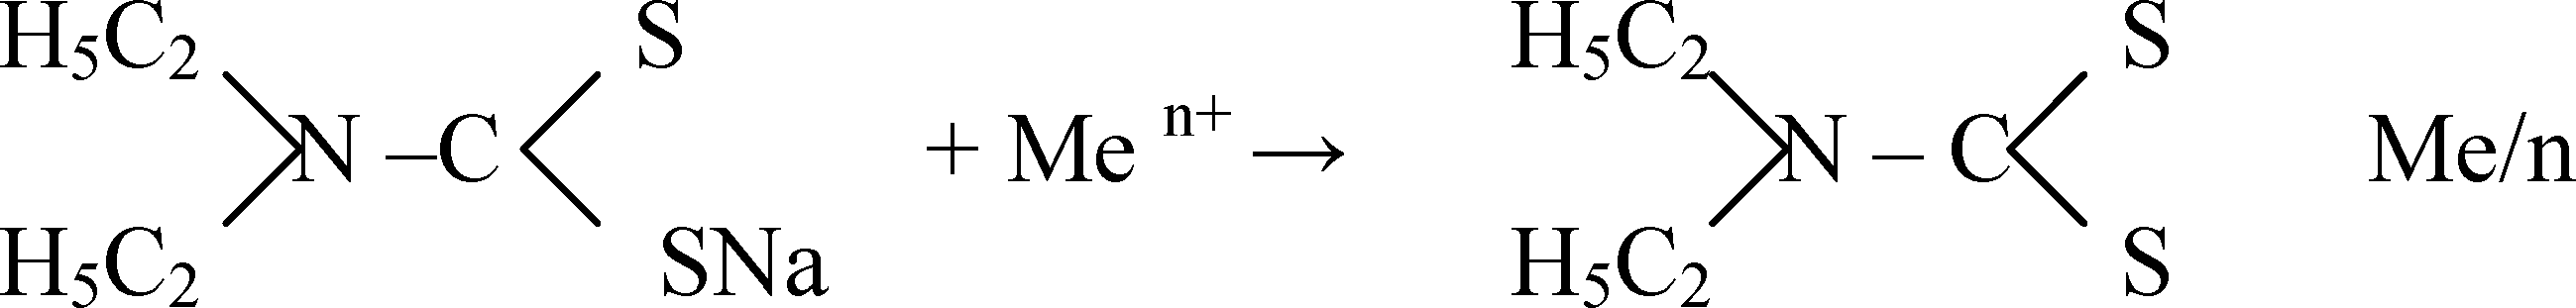 H₅C₂ S H₅C₂ S
N – C + Me ⁿ⁺ → N – C Me/n
H₅C₂ SNa H₅C₂ S